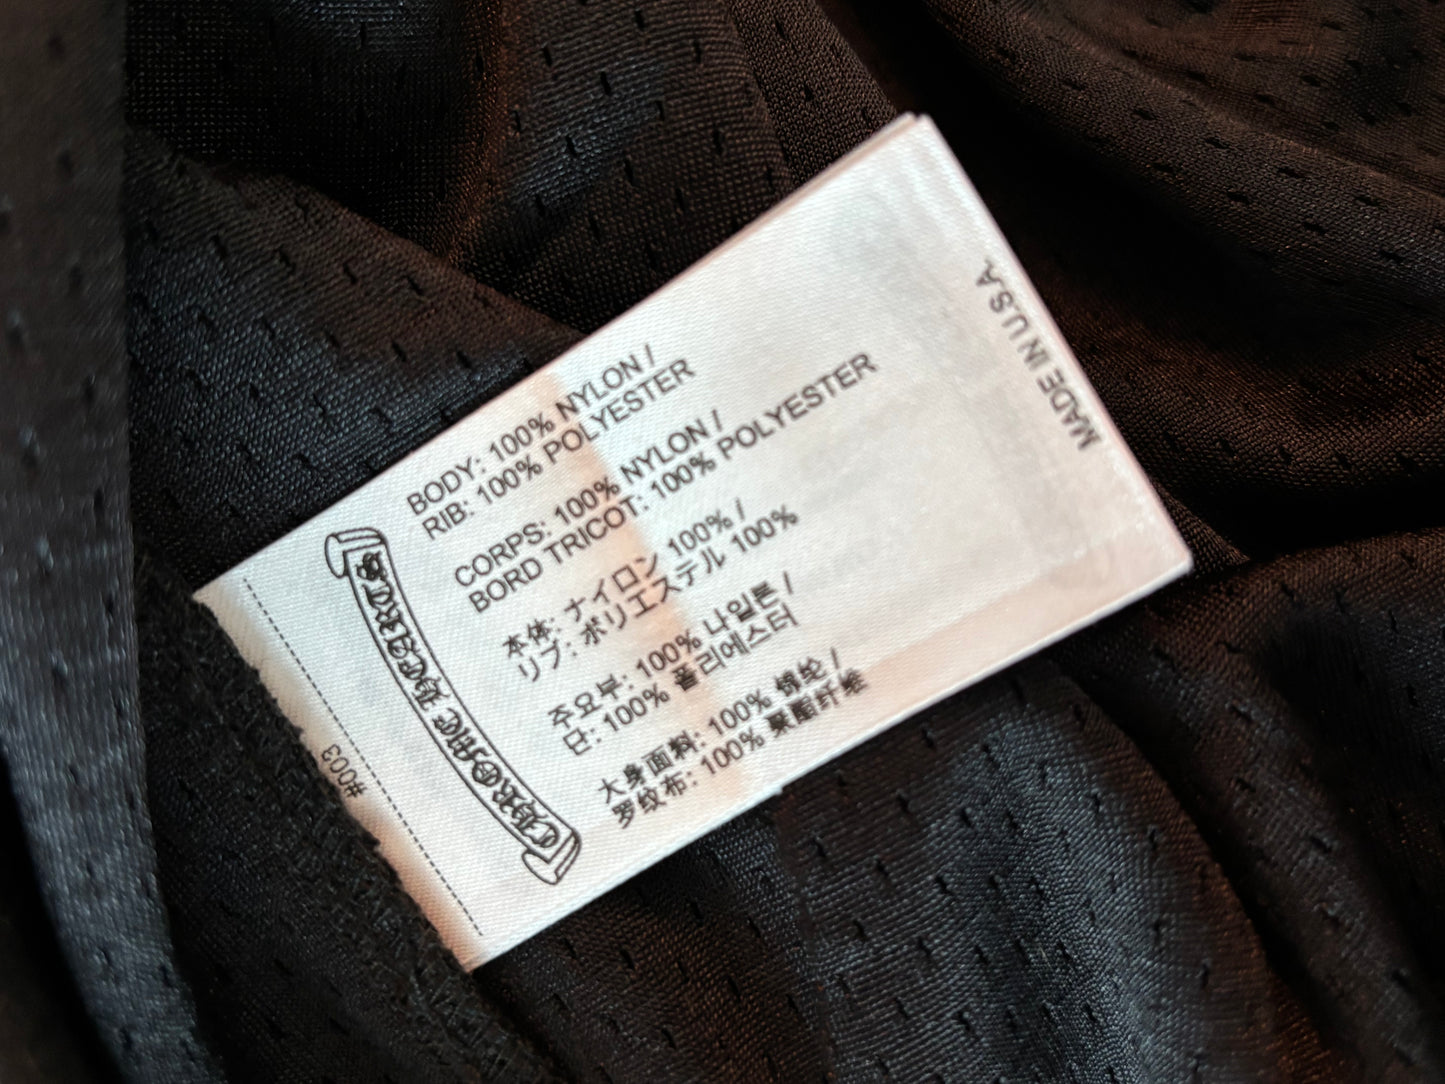 BODY: 100% NYLON /
RIB: 100% POLYESTER
CORPS: 100% NYLON /
BORD TRICOT: 100% POLYESTER
本体: ナイロン 100% /
リブ: ポリエステル 100%
주요부: 100% 나일론 /
단: 100% 폴리에스터
大身面料: 100% 锦纶 /
罗纹布: 100% 聚酯纤维
CHROME HEARTS
#003
MADE IN U.S.A.